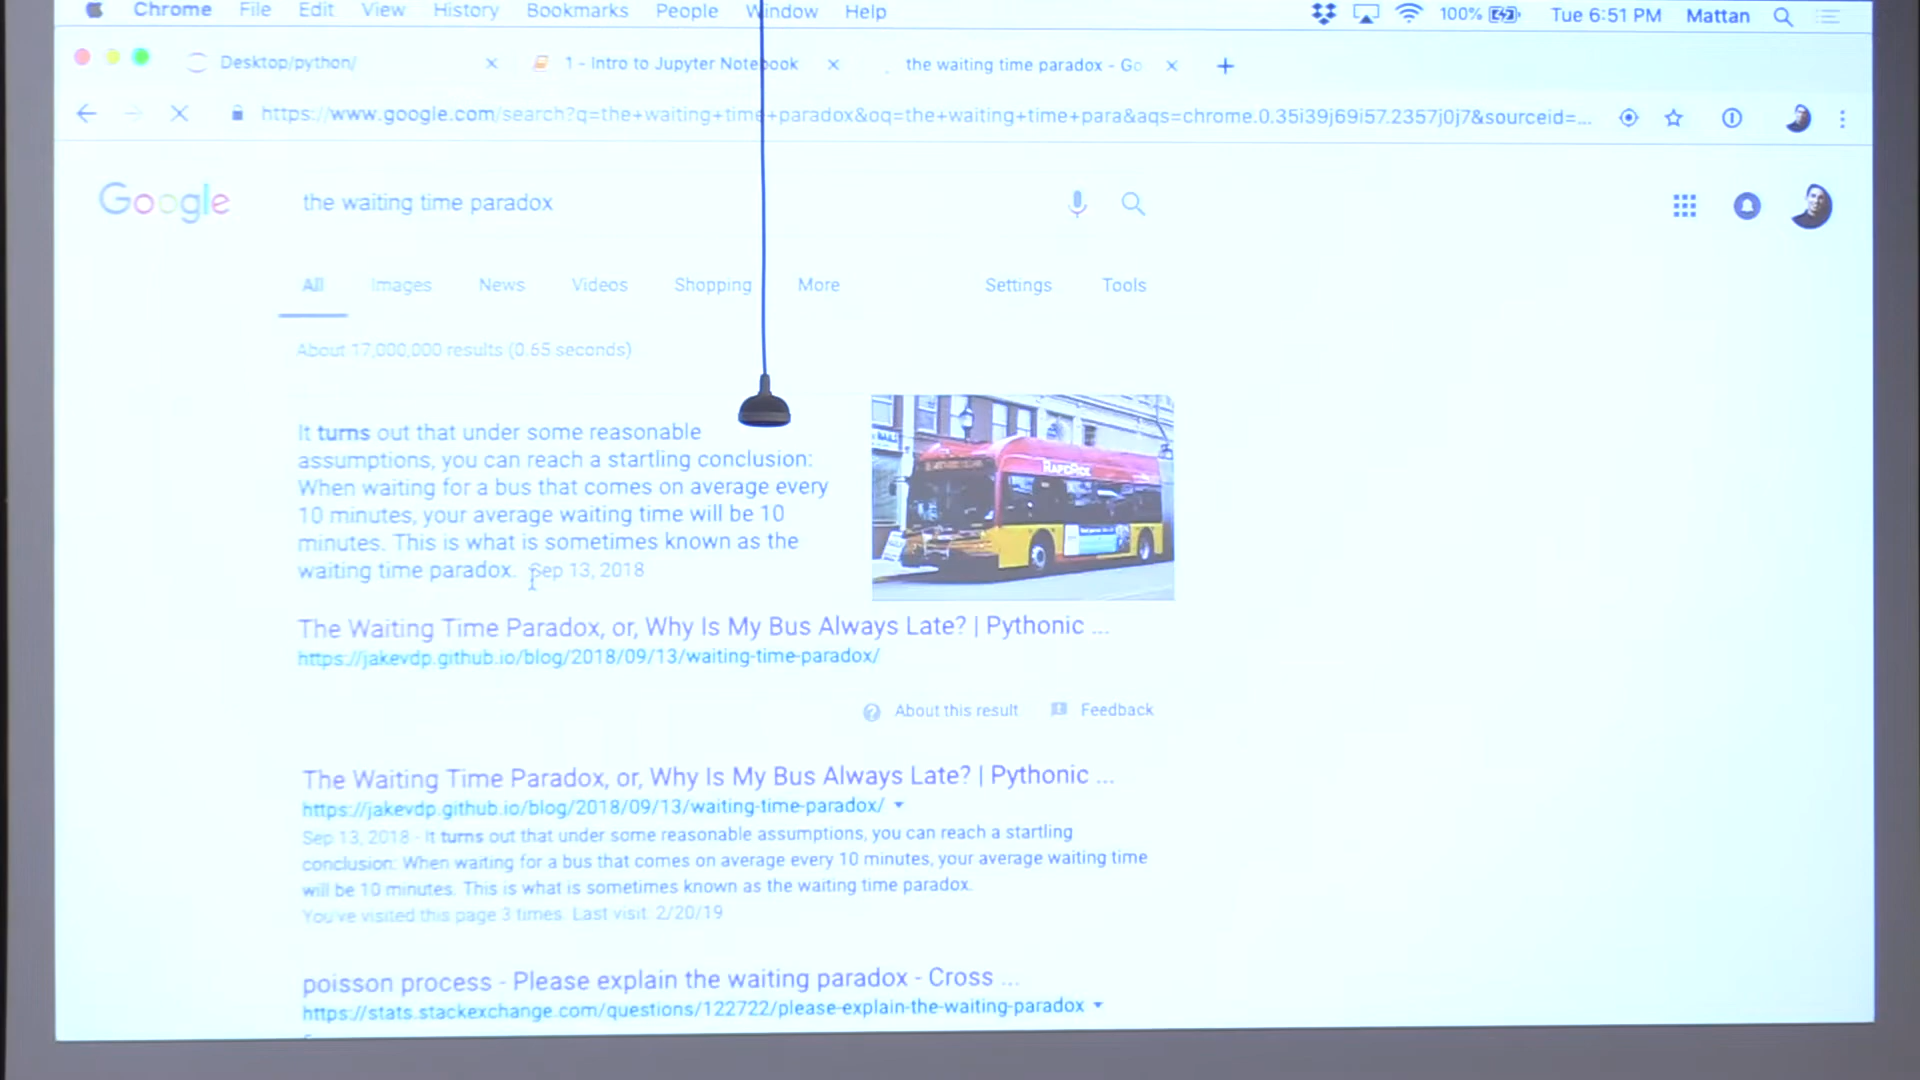 Chrome File Edit View History Bookmarks People Window Help 100% Tue 6:51 PM Mattan
Desktop/python/ 1 - Intro to Jupyter Notebook the waiting time paradox - Go
https://www.google.com/search?q=the+waiting+time+paradox&oq=the+waiting+time+para&aqs=chrome.0.35i39j69i57.2357j0j7&sourceid=...
Google the waiting time paradox
All Images News Videos Shopping More Settings Tools
About 17,000,000 results (0.65 seconds)
It turns out that under some reasonable
assumptions, you can reach a startling conclusion:
When waiting for a bus that comes on average every
10 minutes, your average waiting time will be 10
minutes. This is what is sometimes known as the
waiting time paradox. Sep 13, 2018
RAPIDRIDE
The Waiting Time Paradox, or, Why Is My Bus Always Late? | Pythonic ...
https://jakevdp.github.io/blog/2018/09/13/waiting-time-paradox/
About this result Feedback
The Waiting Time Paradox, or, Why Is My Bus Always Late? | Pythonic ...
https://jakevdp.github.io/blog/2018/09/13/waiting-time-paradox/
Sep 13, 2018 - It turns out that under some reasonable assumptions, you can reach a startling
conclusion: When waiting for a bus that comes on average every 10 minutes, your average waiting time
will be 10 minutes. This is what is sometimes known as the waiting time paradox.
You've visited this page 3 times. Last visit: 2/20/19
poisson process - Please explain the waiting paradox - Cross ...
https://stats.stackexchange.com/questions/122722/please-explain-the-waiting-paradox